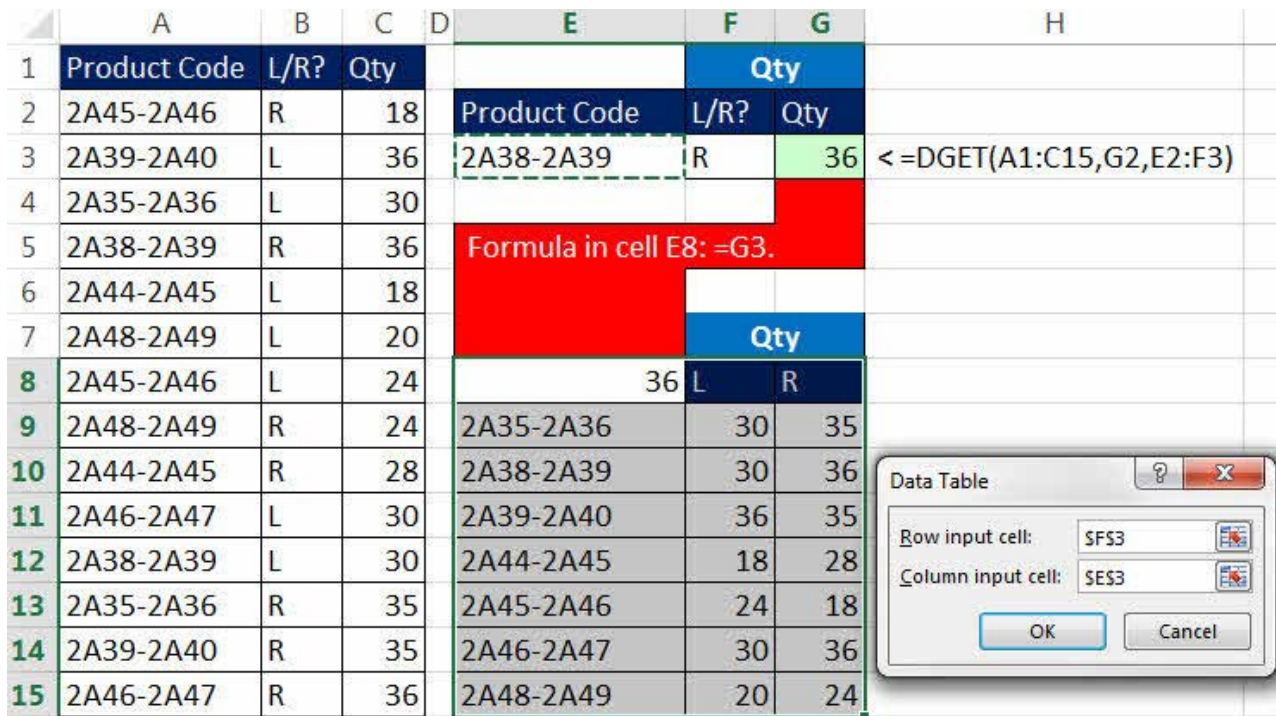 A B C D E F G H
1 Product Code L/R? Qty Qty
2 2A45-2A46 R 18 Product Code L/R? Qty
3 2A39-2A40 L 36 2A38-2A39 R 36 < =DGET(A1:C15,G2,E2:F3)
4 2A35-2A36 L 30
5 2A38-2A39 R 36 Formula in cell E8: =G3.
6 2A44-2A45 L 18
7 2A48-2A49 L 20 Qty
8 2A45-2A46 L 24 36 L R
9 2A48-2A49 R 24 2A35-2A36 30 35
10 2A44-2A45 R 28 2A38-2A39 30 36
11 2A46-2A47 L 30 2A39-2A40 36 35
12 2A38-2A39 L 30 2A44-2A45 18 28
13 2A35-2A36 R 35 2A45-2A46 24 18
14 2A39-2A40 R 35 2A46-2A47 30 36
15 2A46-2A47 R 36 2A48-2A49 20 24
Data Table ? X
Row input cell: $F$3
Column input cell: $E$3
OK Cancel